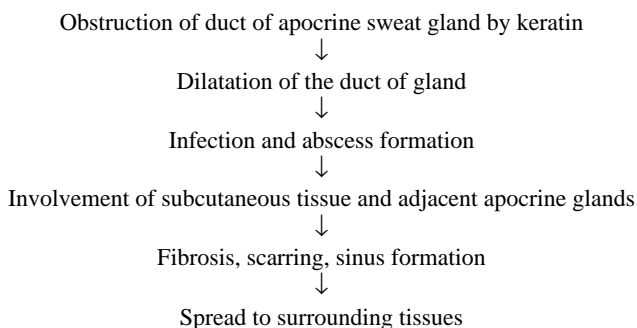 Obstruction of duct of apocrine sweat gland by keratin
↓
Dilatation of the duct of gland
↓
Infection and abscess formation
↓
Involvement of subcutaneous tissue and adjacent apocrine glands
↓
Fibrosis, scarring, sinus formation
↓
Spread to surrounding tissues